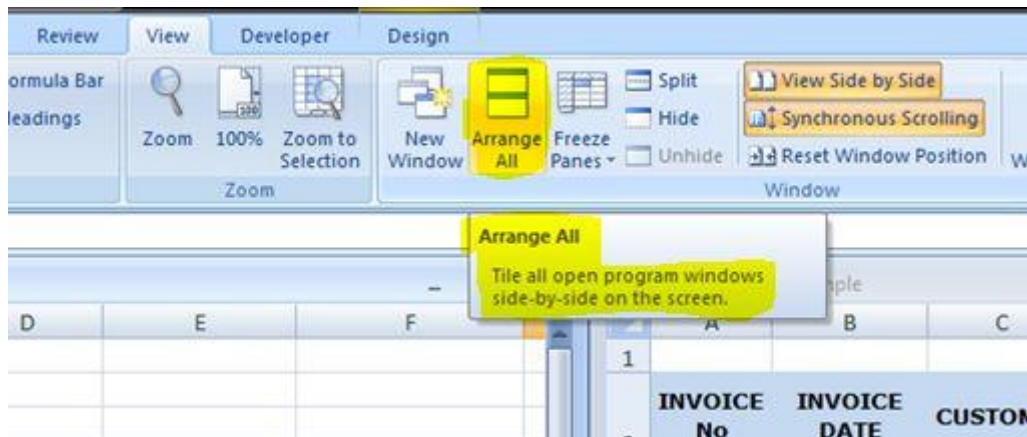 Review View Developer Design
ormula Bar
eadings
Zoom 100% Zoom to Selection
New Window Arrange All Freeze Panes
Split
Hide
Unhide
View Side by Side
Synchronous Scrolling
Reset Window Position
W
Zoom Window
Arrange All
Tile all open program windows
side-by-side on the screen.
D E F A B C
1
INVOICE No INVOICE DATE